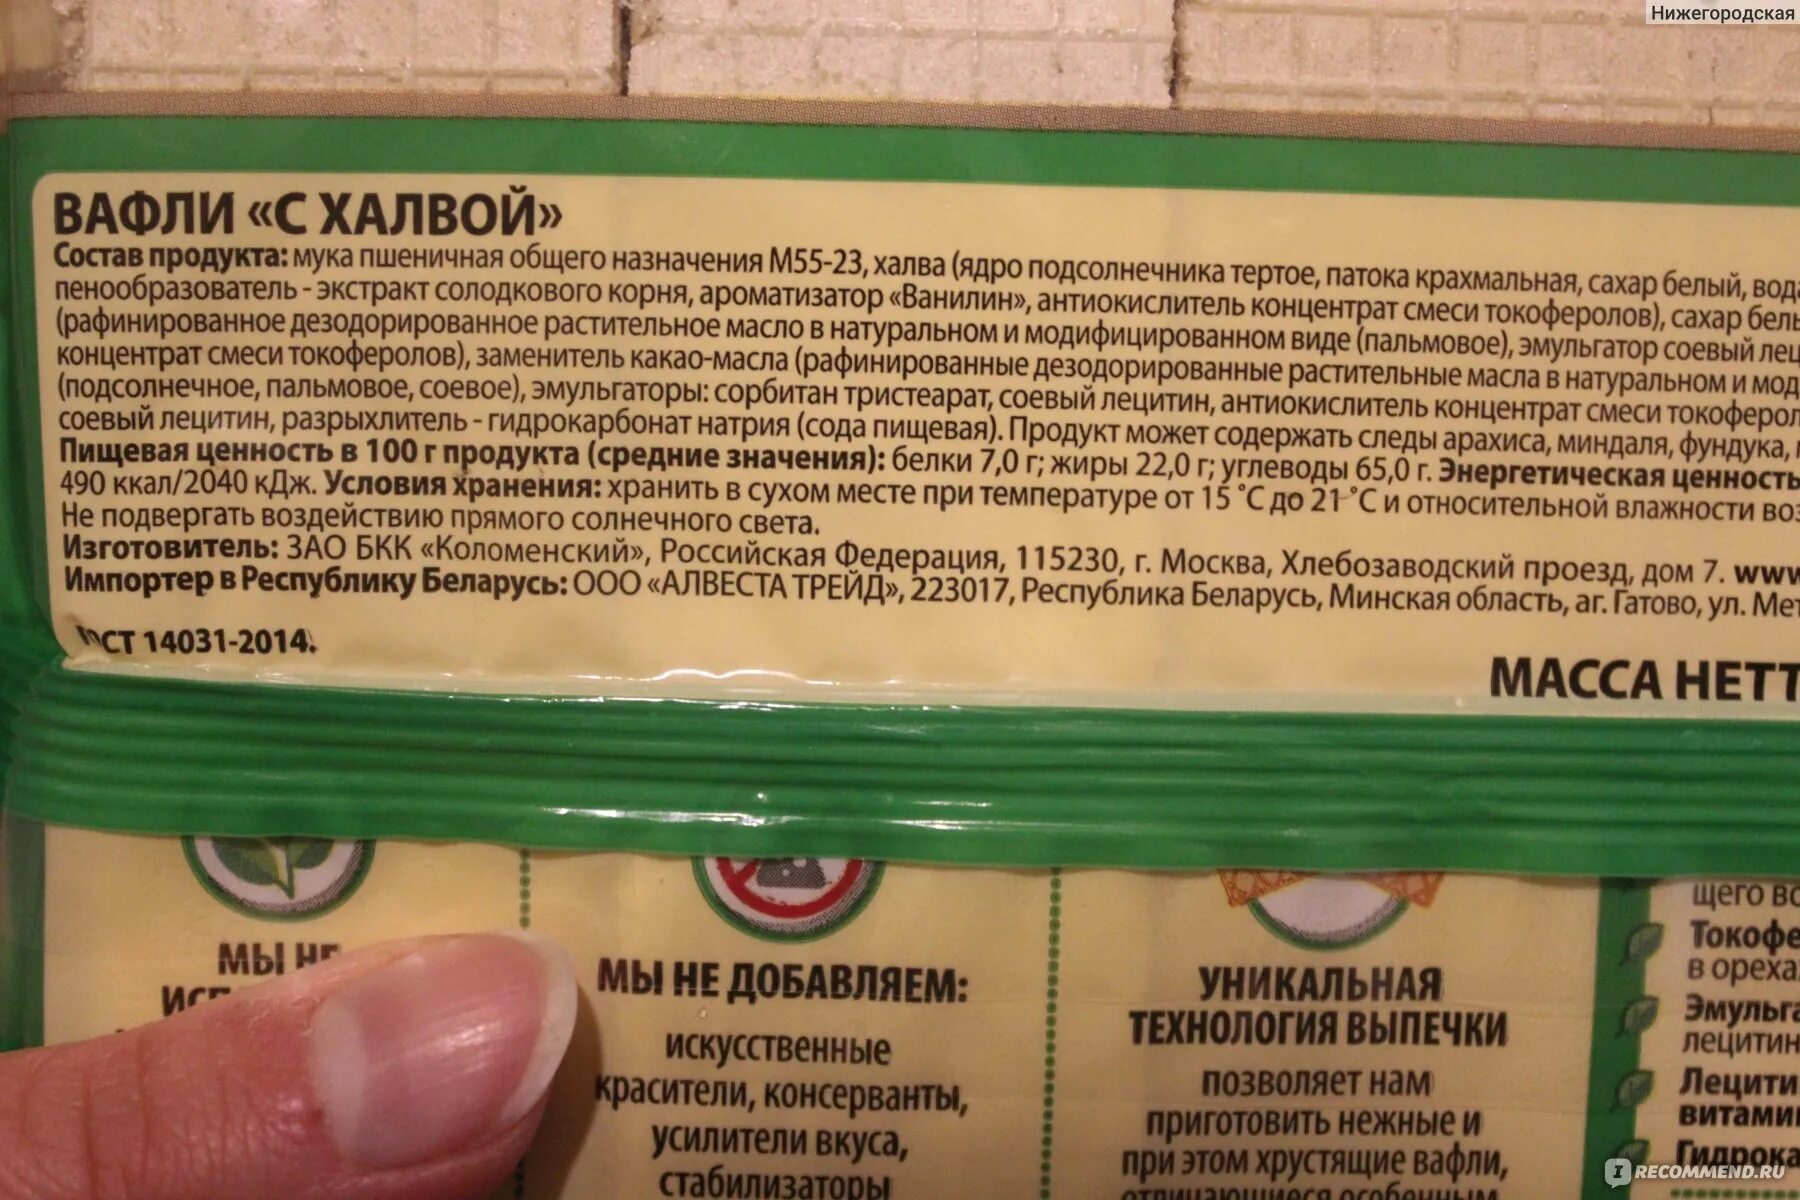 Нижегородская
ВАФЛИ «С ХАЛВОЙ»
Состав продукта: мука пшеничная общего назначения М55-23, халва (ядро подсолнечника тертое, патока крахмальная, сахар белый, вода
пенообразователь - экстракт солодкового корня, ароматизатор «Ванилин», антиокислитель концентрат смеси токоферолов), сахар бель
(рафинированное дезодорированное растительное масло в натуральном и модифицированном виде (пальмовое), эмульгатор соевый лец
концентрат смеси токоферолов), заменитель какао-масла (рафинированные дезодорированные растительные масла в натуральном и мод
(подсолнечное, пальмовое, соевое), эмульгаторы: сорбитан тристеарат, соевый лецитин, антиокислитель концентрат смеси токоферол
соевый лецитин, разрыхлитель - гидрокарбонат натрия (сода пищевая). Продукт может содержать следы арахиса, миндаля, фундука,
Пищевая ценность в 100 г продукта (средние значения): белки 7,0 г; жиры 22,0 г; углеводы 65,0 г. Энергетическая ценность
490 ккал/2040 кДж. Условия хранения: хранить в сухом месте при температуре от 15 °С до 21 °С и относительной влажности воз
Не подвергать воздействию прямого солнечного света.
Изготовитель: ЗАО БКК «Коломенский», Российская Федерация, 115230, г. Москва, Хлебозаводский проезд, дом 7. www
Импортер в Республику Беларусь: ООО «АЛВЕСТА ТРЕЙД», 223017, Республика Беларусь, Минская область, аг. Гатово, ул. Мет
ГОСТ 14031-2014.
МАССА НЕТТ
МЫ НЕ
ИСП
МЫ НЕ ДОБАВЛЯЕМ:
искусственные
красители, консерванты,
усилители вкуса,
стабилизаторы
УНИКАЛЬНАЯ
ТЕХНОЛОГИЯ ВЫПЕЧКИ
позволяет нам
приготовить нежные и
при этом хрустящие вафли,
отличающиеся особенным
щего во
Токофе
в ореха
Эмульга
лецитин
Лецити
витами
Гидрока
IRECOMMEND.RU